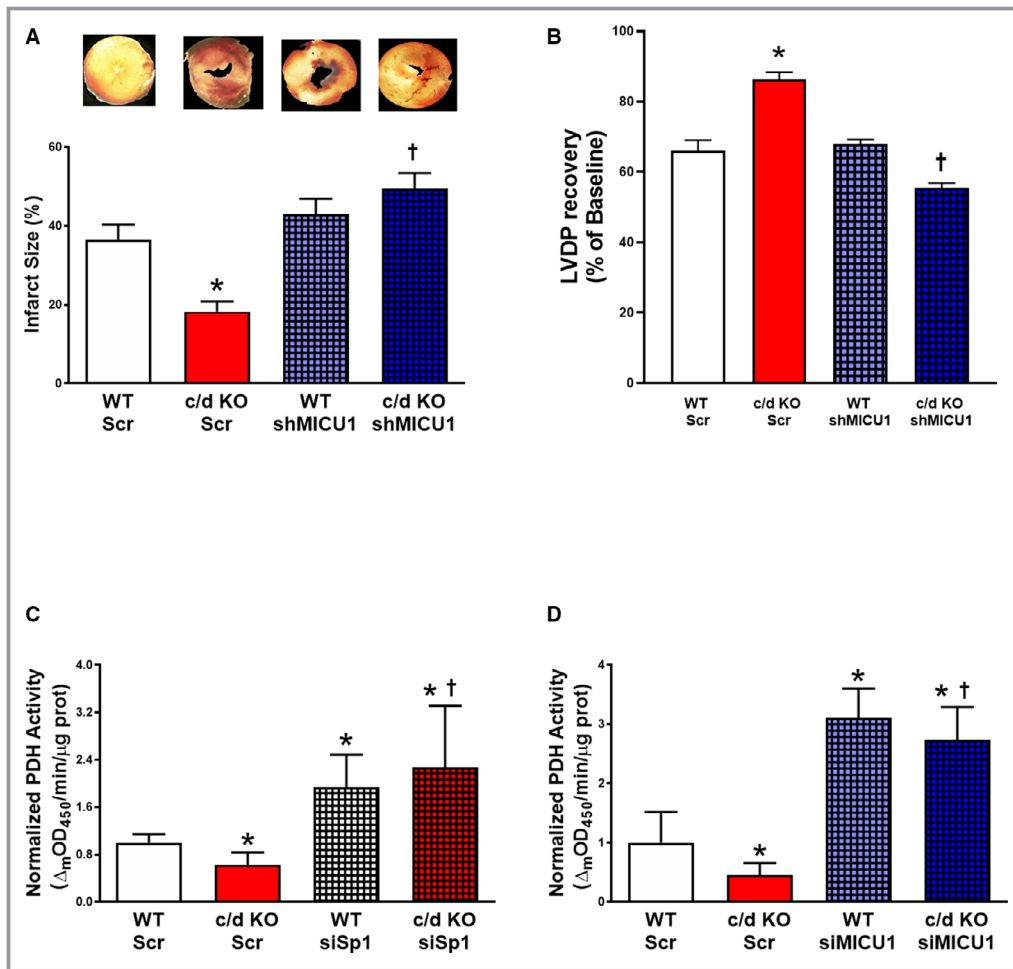 A
60
40
20
0
Infarct Size (%)
*
†
WT
Scr
c/d KO
Scr
WT
shMICU1
c/d KO
shMICU1
B
100
80
60
40
20
0
LVDP recovery
(% of Baseline)
*
†
WT
Scr
c/d KO
Scr
WT
shMICU1
c/d KO
shMICU1
C
4.0
3.2
2.4
1.6
0.8
0.0
Normalized PDH Activity
(ΔmOD450/min/μg prot)
*
*
* †
WT
Scr
c/d KO
Scr
WT
siSp1
c/d KO
siSp1
D
4
3
2
1
0
Normalized PDH Activity
(ΔmOD450/min/μg prot)
*
*
* †
WT
Scr
c/d KO
Scr
WT
siMICU1
c/d KO
siMICU1